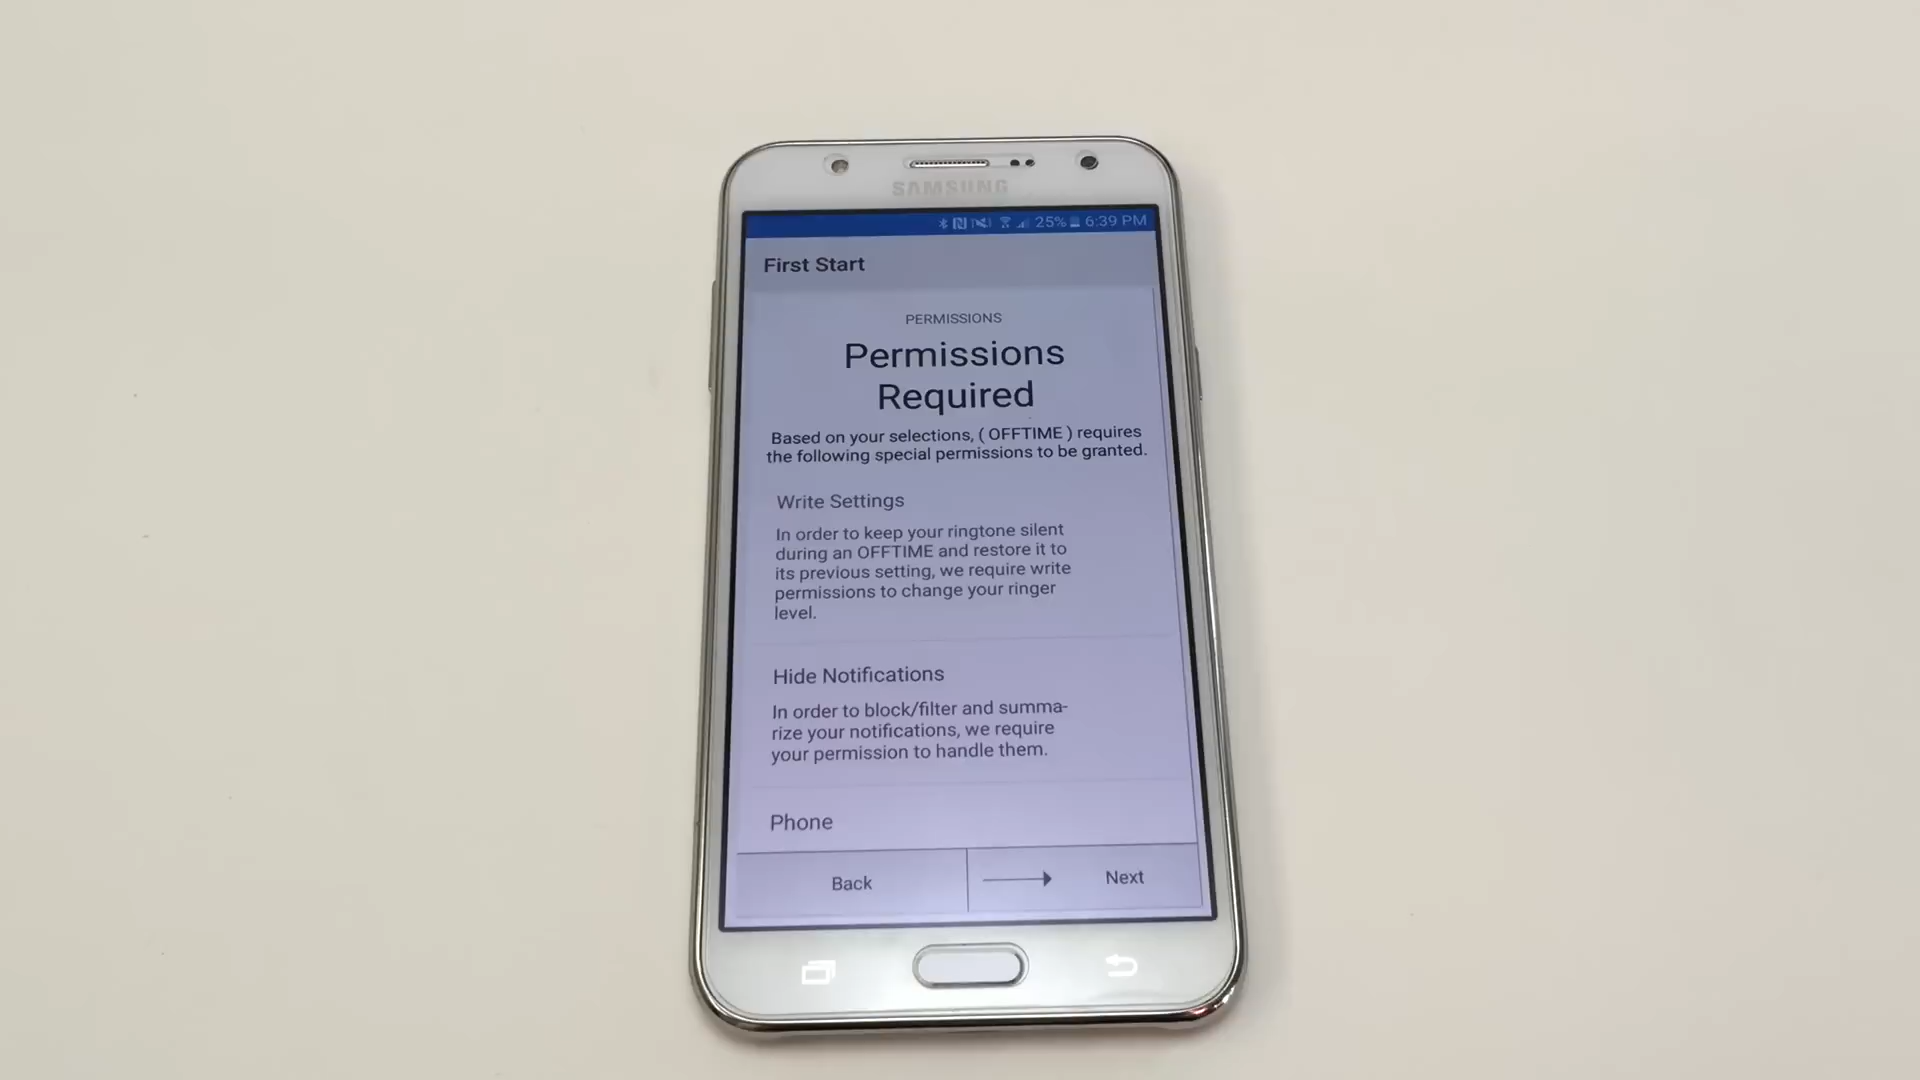 SAMSUNG
25% 6:39 PM
First Start
PERMISSIONS
Permissions
Required
Based on your selections, ( OFFTIME ) requires
the following special permissions to be granted.
Write Settings
In order to keep your ringtone silent
during an OFFTIME and restore it to
its previous setting, we require write
permissions to change your ringer
level.
Hide Notifications
In order to block/filter and summa-
rize your notifications, we require
your permission to handle them.
Phone
Back
Next